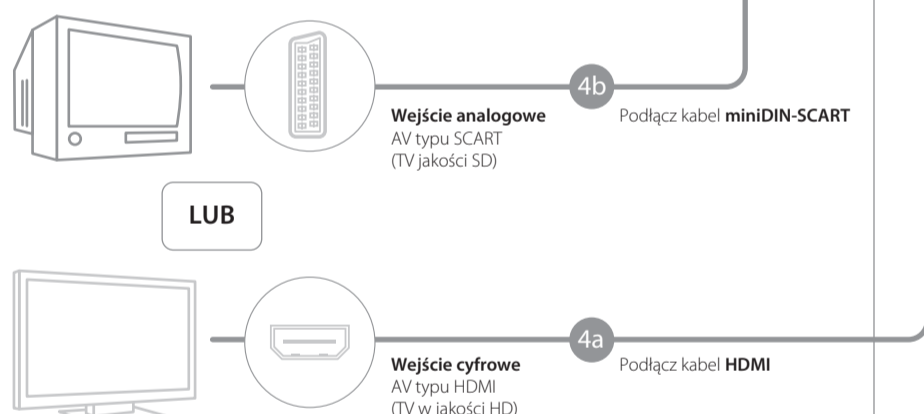 4b
Wejście analogowe
AV typu SCART
(TV jakości SD)
Podłącz kabel miniDIN-SCART
LUB
4a
Wejście cyfrowe
AV typu HDMI
(TV w jakości HD)
Podłącz kabel HDMI